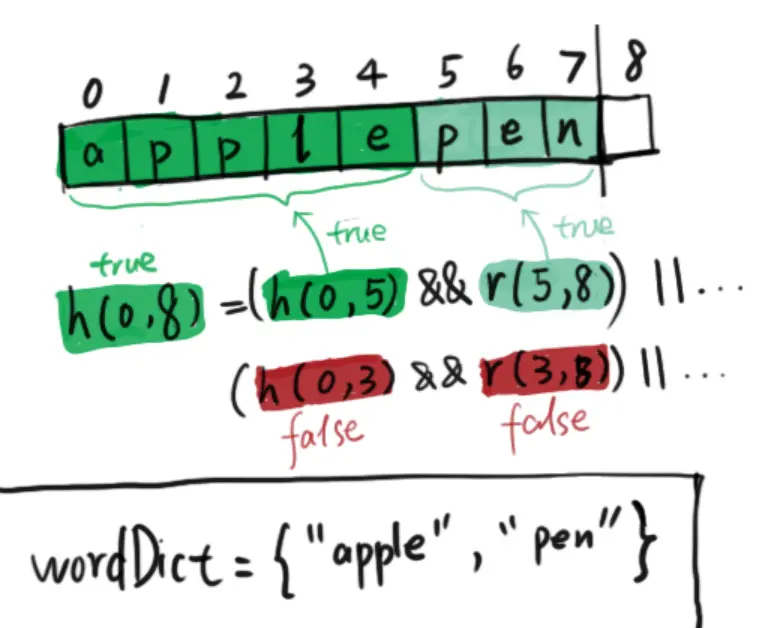 0 1 2 3 4 5 6 7 8
a p p l e p e n
true true
true
h(0,8) =(h(0,5) && r(5,8)) || ...
(h(0,3) && r(3,8)) || ...
false false
wordDict = {"apple", "pen"}